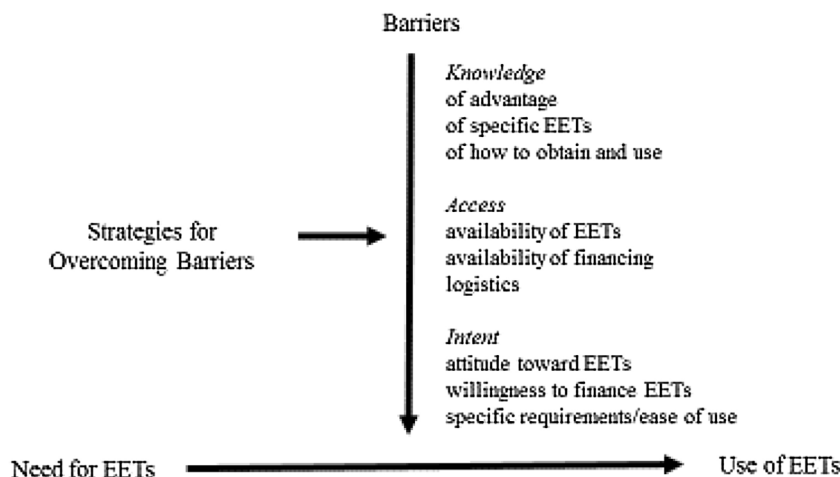 Barriers
Knowledge
of advantage
of specific EETs
of how to obtain and use
Strategies for
Overcoming Barriers
Access
availability of EETs
availability of financing
logistics
Intent
attitude toward EETs
willingness to finance EETs
specific requirements/ease of use
Need for EETs
Use of EETs